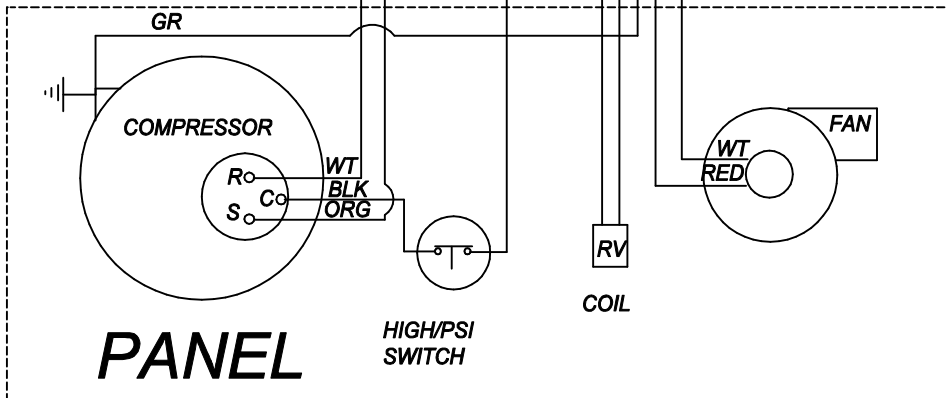 GR
COMPRESSOR
FAN
WT
RED
R
WT
C
BLK
S
ORG
RV
COIL
HIGH/PSI
SWITCH
PANEL